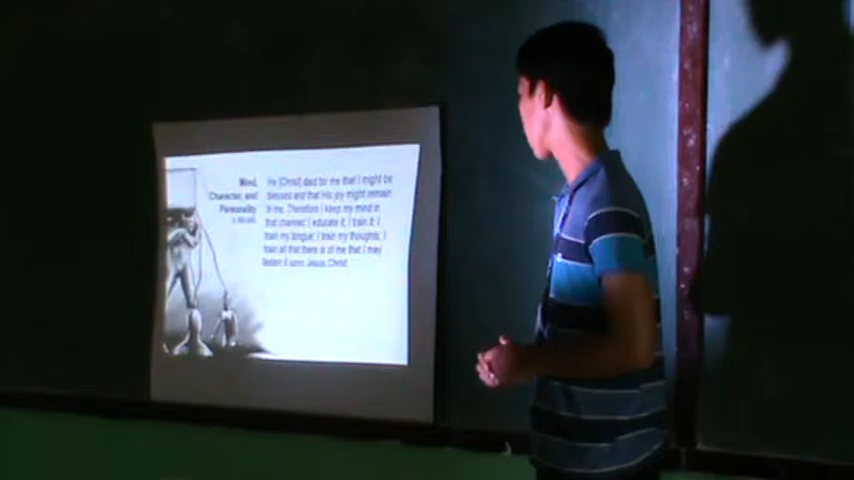 Mind,
Character, and
Personality
He [Christ] died for me that I might be
blessed and that His joy might remain
in me. Therefore I keep my mind in
that channel. I educate it, I train it; I
train my tongue; I train my thoughts; I
train all that there is of me that I may
fasten it upon Jesus Christ